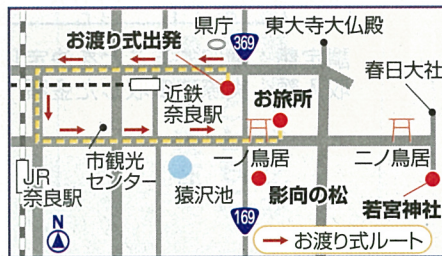 県庁
369
東大寺大仏殿
お渡り式出発
春日大社
近鉄
奈良駅
お旅所
市観光
センター
一ノ鳥居
二ノ鳥居
JR
奈良駅
猿沢池
影向の松
若宮神社
N
169
お渡り式ルート